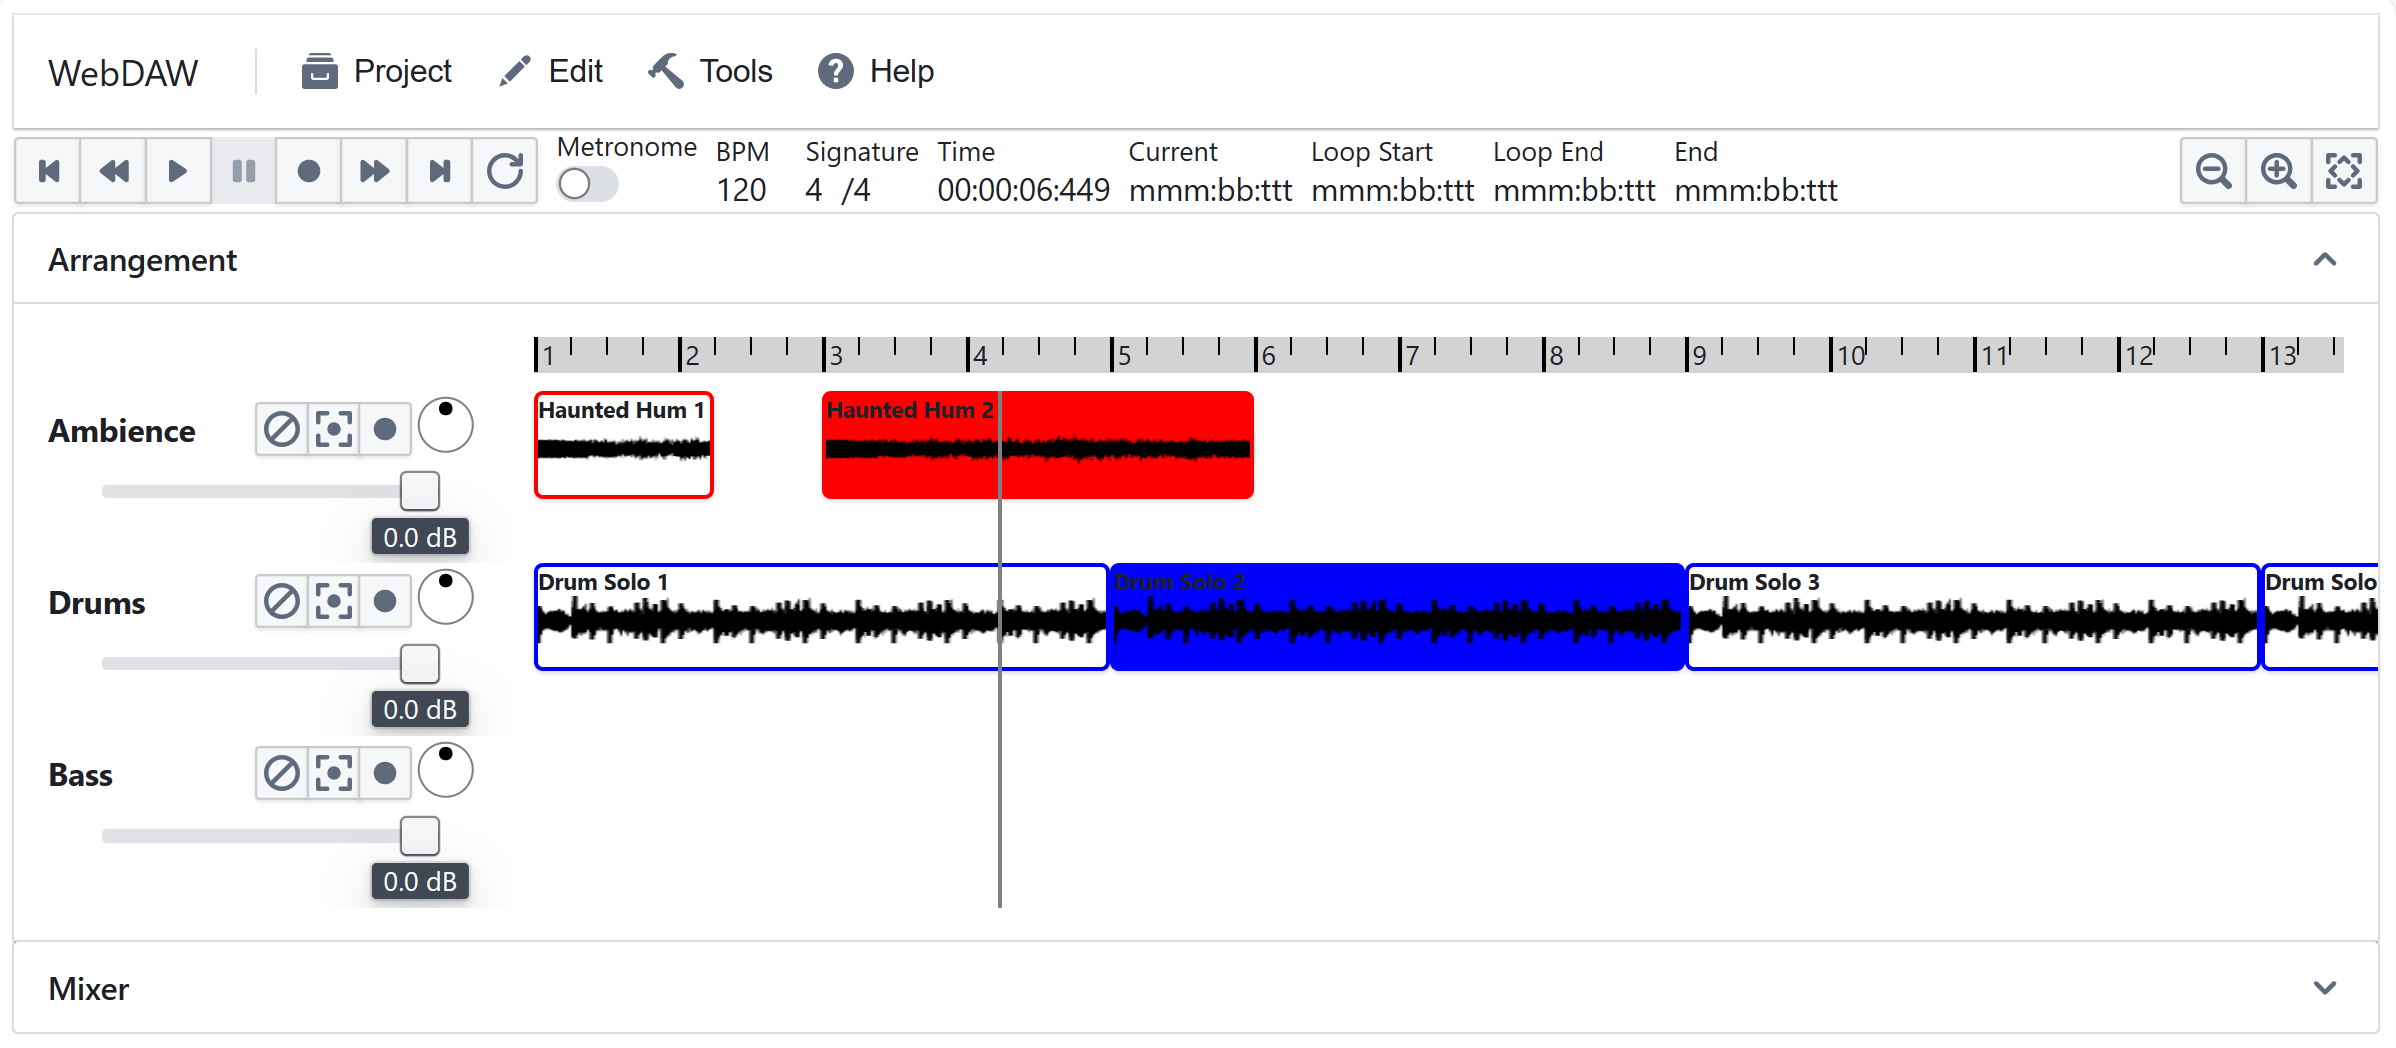 WebDAW Project Edit Tools Help
Metronome BPM Signature Time Current Loop Start Loop End End
120 4 /4 00:00:06:449 mmm:bb:ttt mmm:bb:ttt mmm:bb:ttt mmm:bb:ttt
Arrangement
1 2 3 4 5 6 7 8 9 10 11 12 13
Haunted Hum 1 Haunted Hum 2
Ambience
0.0 dB
Drum Solo 1 Drum Solo 2 Drum Solo 3 Drum Solo
Drums
0.0 dB
Bass
0.0 dB
Mixer